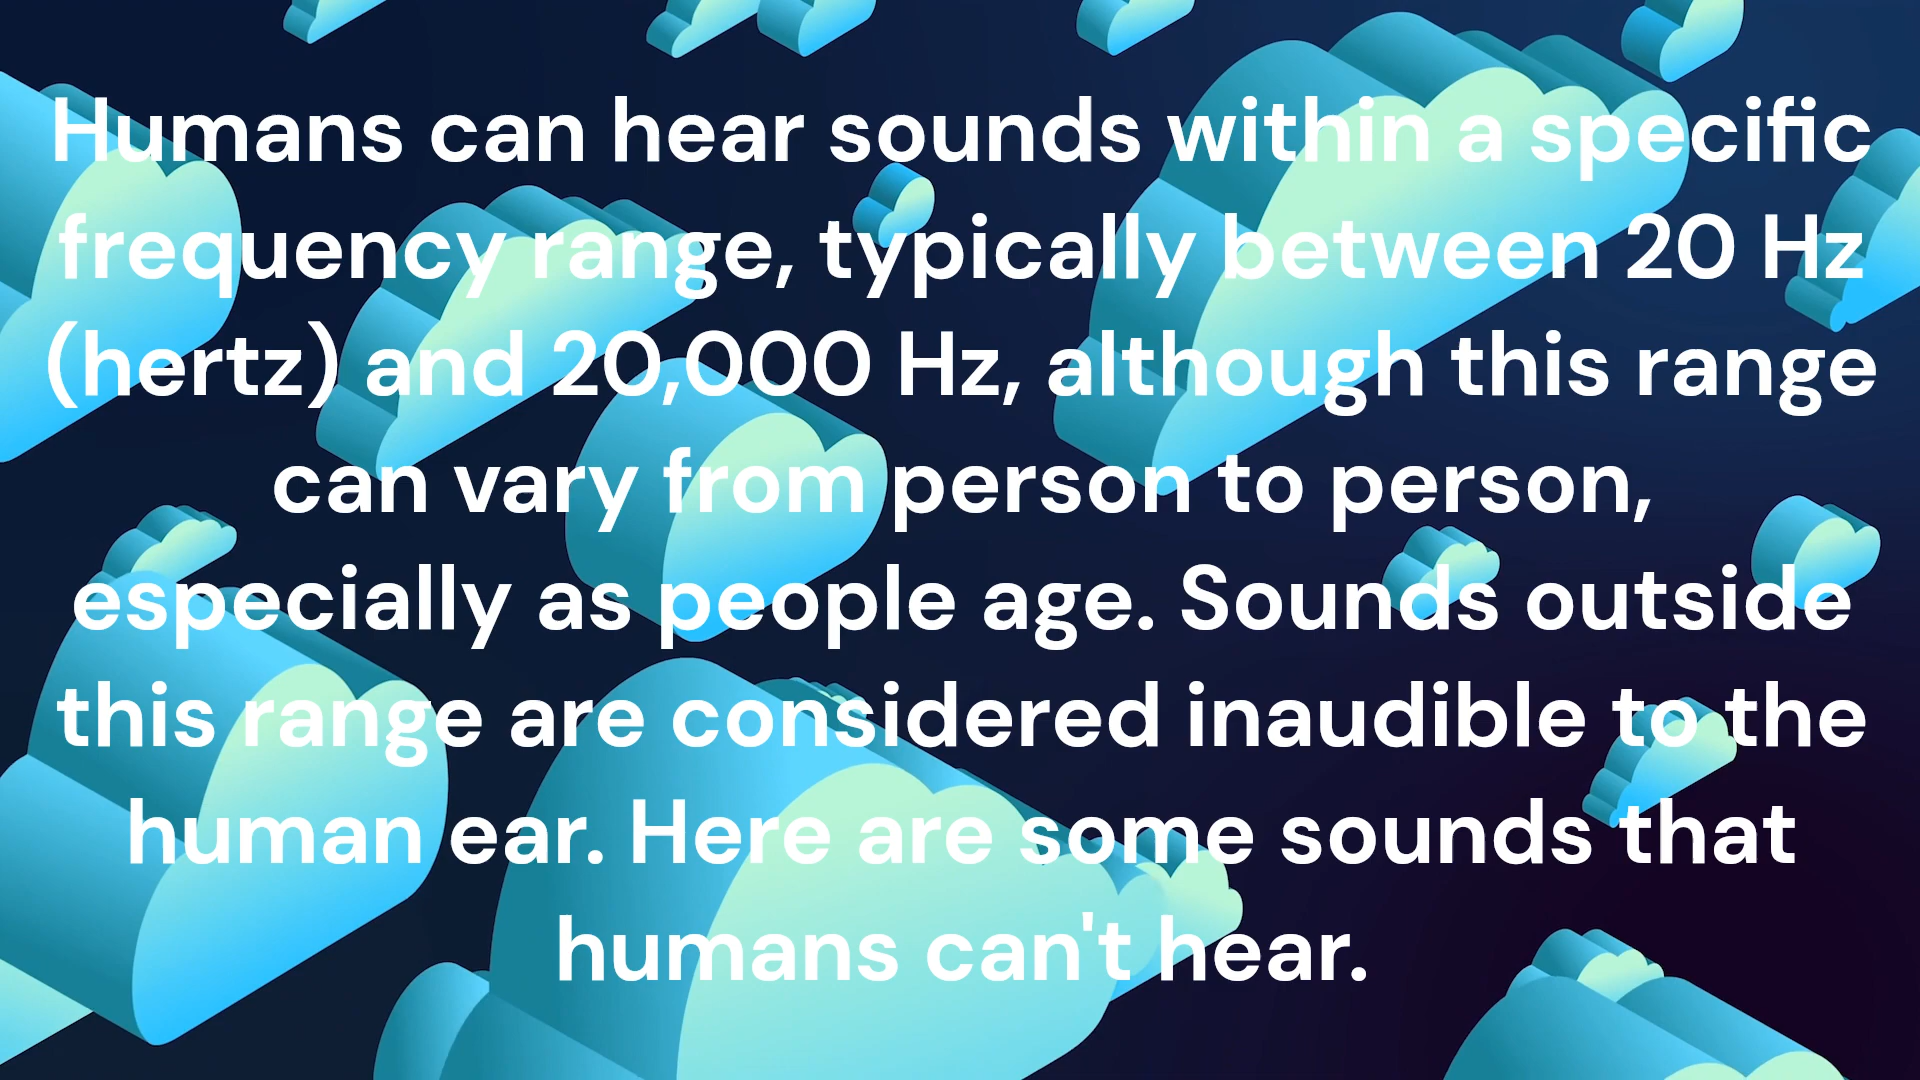 Humans can hear sounds within a specific
frequency range, typically between 20 Hz
(hertz) and 20,000 Hz, although this range
can vary from person to person,
especially as people age. Sounds outside
this range are considered inaudible to the
human ear. Here are some sounds that
humans can't hear.